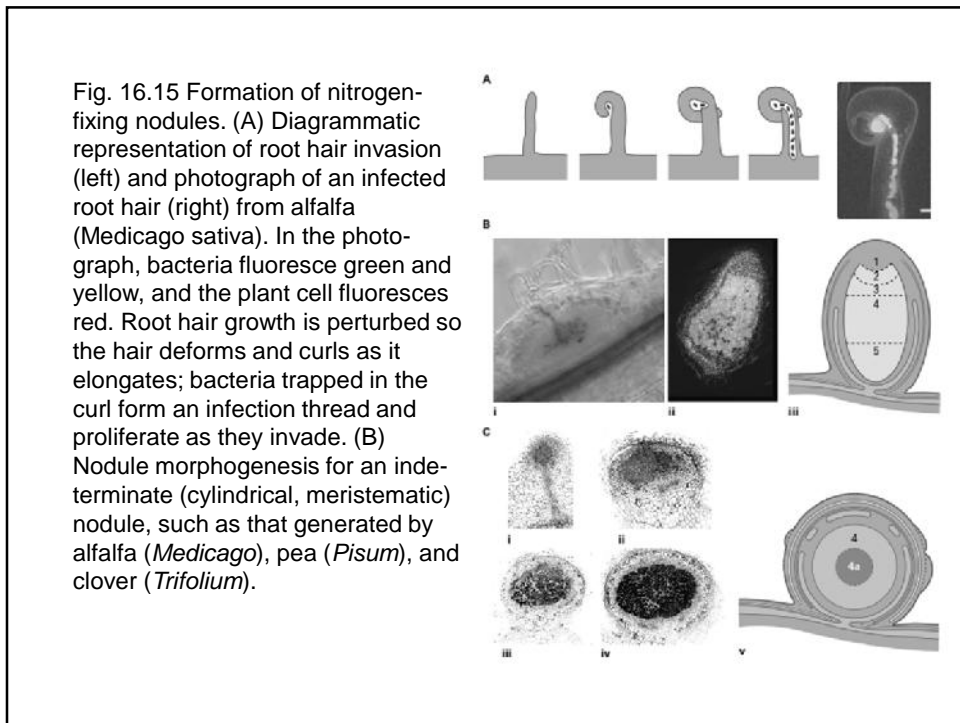 Fig. 16.15 Formation of nitrogen-
fixing nodules. (A) Diagrammatic
representation of root hair invasion
(left) and photograph of an infected
root hair (right) from alfalfa
(Medicago sativa). In the photo-
graph, bacteria fluoresce green and
yellow, and the plant cell fluoresces
red. Root hair growth is perturbed so
the hair deforms and curls as it
elongates; bacteria trapped in the
curl form an infection thread and
proliferate as they invade. (B)
Nodule morphogenesis for an inde-
terminate (cylindrical, meristematic)
nodule, such as that generated by
alfalfa (Medicago), pea (Pisum), and
clover (Trifolium).
A
B
1
2
3
4
5
i
ii
iii
C
i
ii
4
4a
iii
iv
v